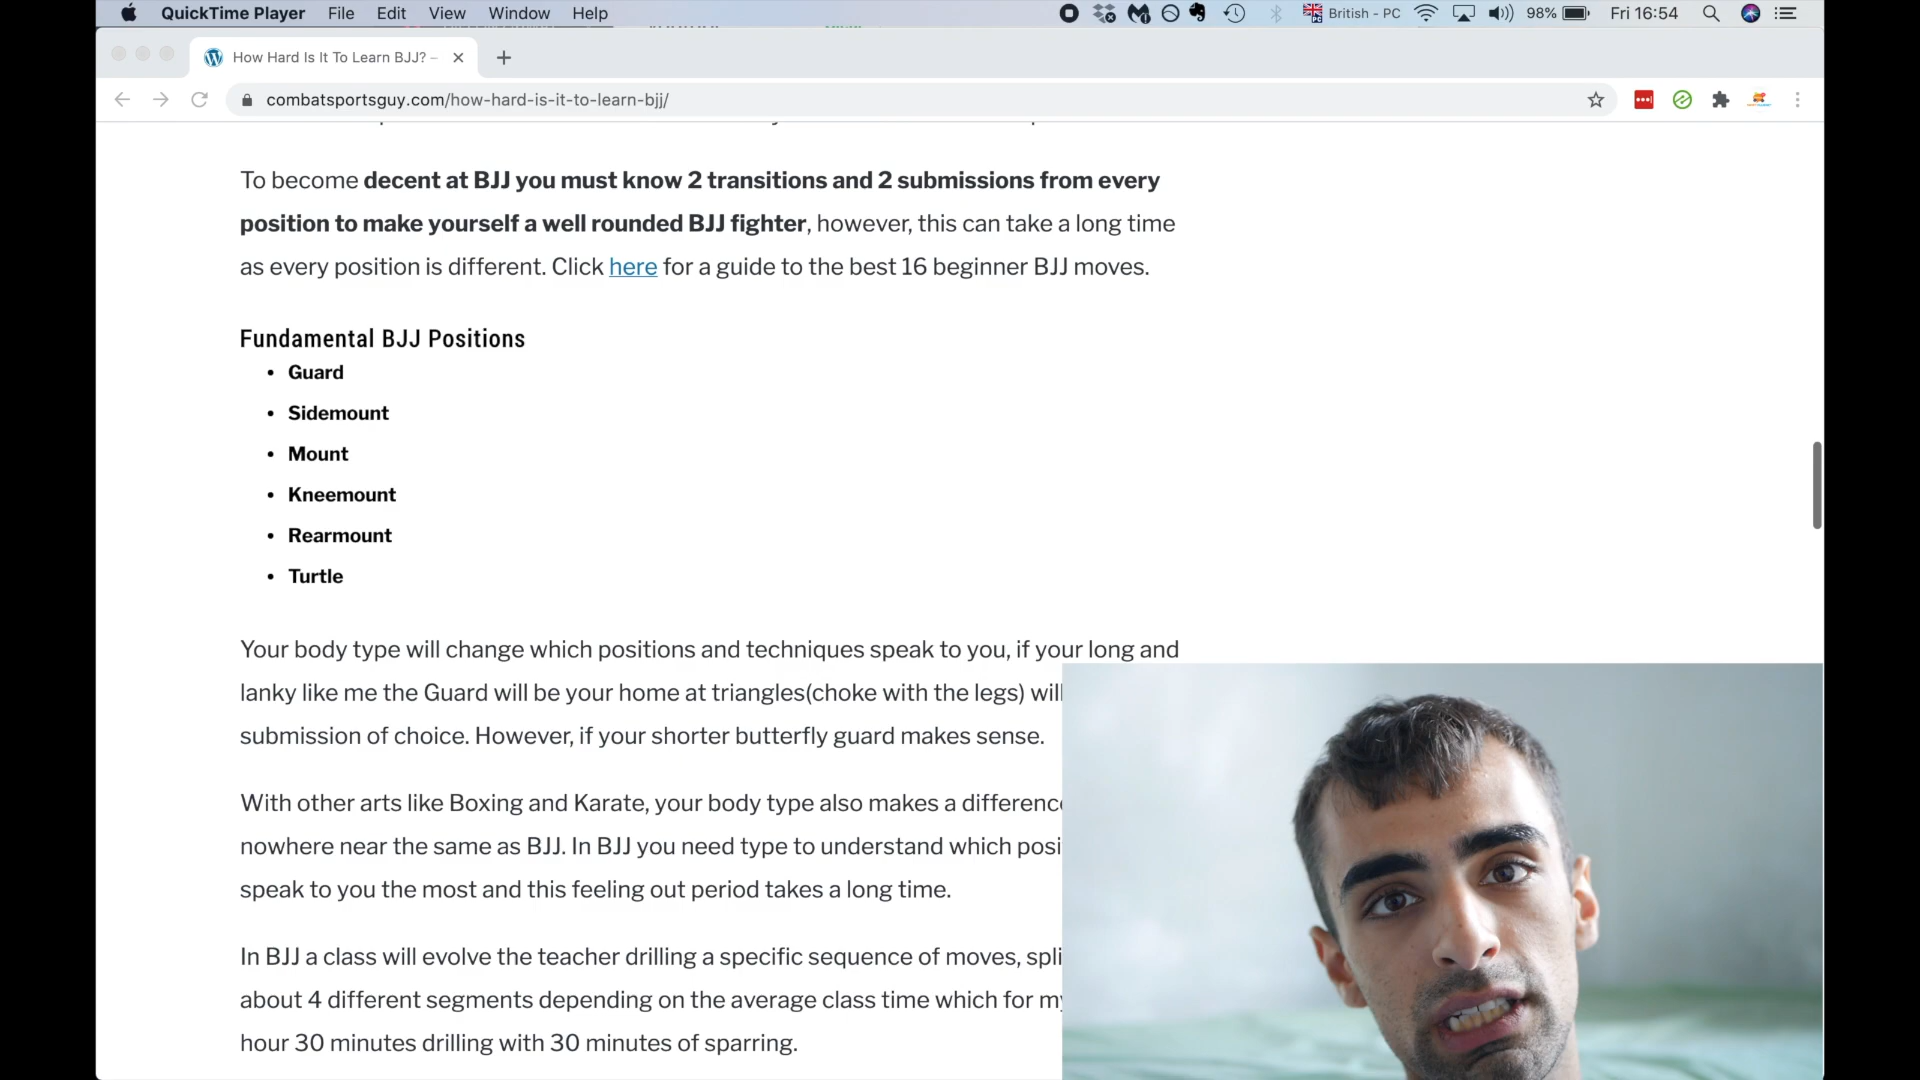 QuickTime Player File Edit View Window Help British - PC 98% Fri 16:54
How Hard Is It To Learn BJJ? –
combatsportsguy.com/how-hard-is-it-to-learn-bjj/
To become decent at BJJ you must know 2 transitions and 2 submissions from every
position to make yourself a well rounded BJJ fighter, however, this can take a long time
as every position is different. Click here for a guide to the best 16 beginner BJJ moves.
Fundamental BJJ Positions
• Guard
• Sidemount
• Mount
• Kneemount
• Rearmount
• Turtle
Your body type will change which positions and techniques speak to you, if your long and
lanky like me the Guard will be your home at triangles(choke with the legs) will
submission of choice. However, if your shorter butterfly guard makes sense.
With other arts like Boxing and Karate, your body type also makes a difference
nowhere near the same as BJJ. In BJJ you need type to understand which posi
speak to you the most and this feeling out period takes a long time.
In BJJ a class will evolve the teacher drilling a specific sequence of moves, spli
about 4 different segments depending on the average class time which for my
hour 30 minutes drilling with 30 minutes of sparring.